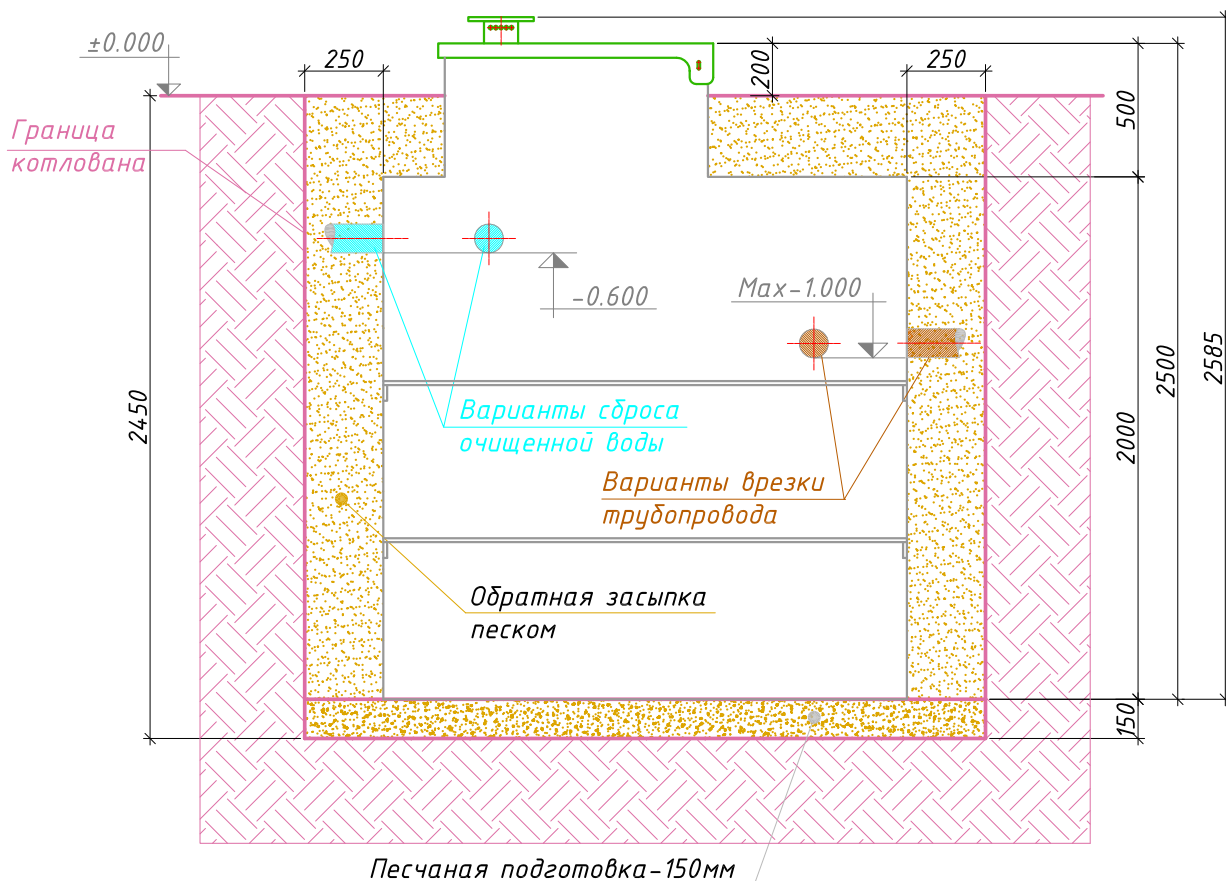 ±0.000
250
200
250
500
Граница
котлована
-0.600
Max-1.000
2585
2500
2450
2000
Варианты сброса
очищенной воды
Варианты врезки
трубопровода
Обратная засыпка
песком
150
Песчаная подготовка-150мм